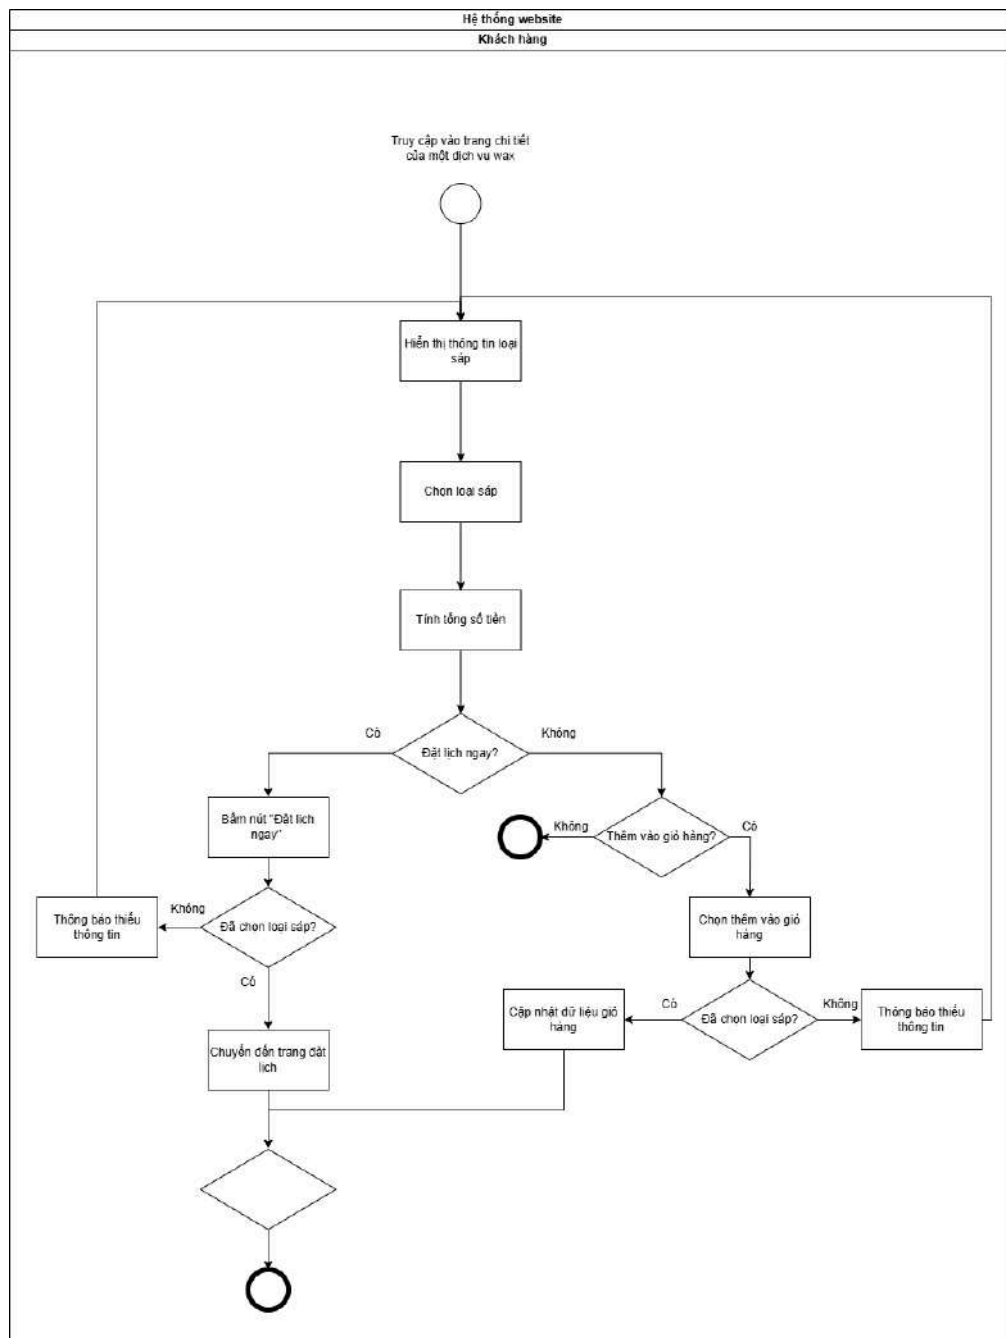 Hệ thống website
Khách hàng
Truy cập vào trang chi tiết
của một dịch vụ wax
Hiển thị thông tin loại
sáp
Chọn loại sáp
Tính tổng số tiền
Đặt lịch ngay?
Có
Không
Bấm nút "Đặt lịch
ngay"
Thêm vào giỏ hàng?
Không
Có
Thông báo thiếu
thông tin
Không
Đã chọn loại sáp?
Có
Chọn thêm vào giỏ
hàng
Cập nhật dữ liệu giỏ
hàng
Có
Đã chọn loại sáp?
Không
Thông báo thiếu
thông tin
Chuyển đến trang đặt
lịch